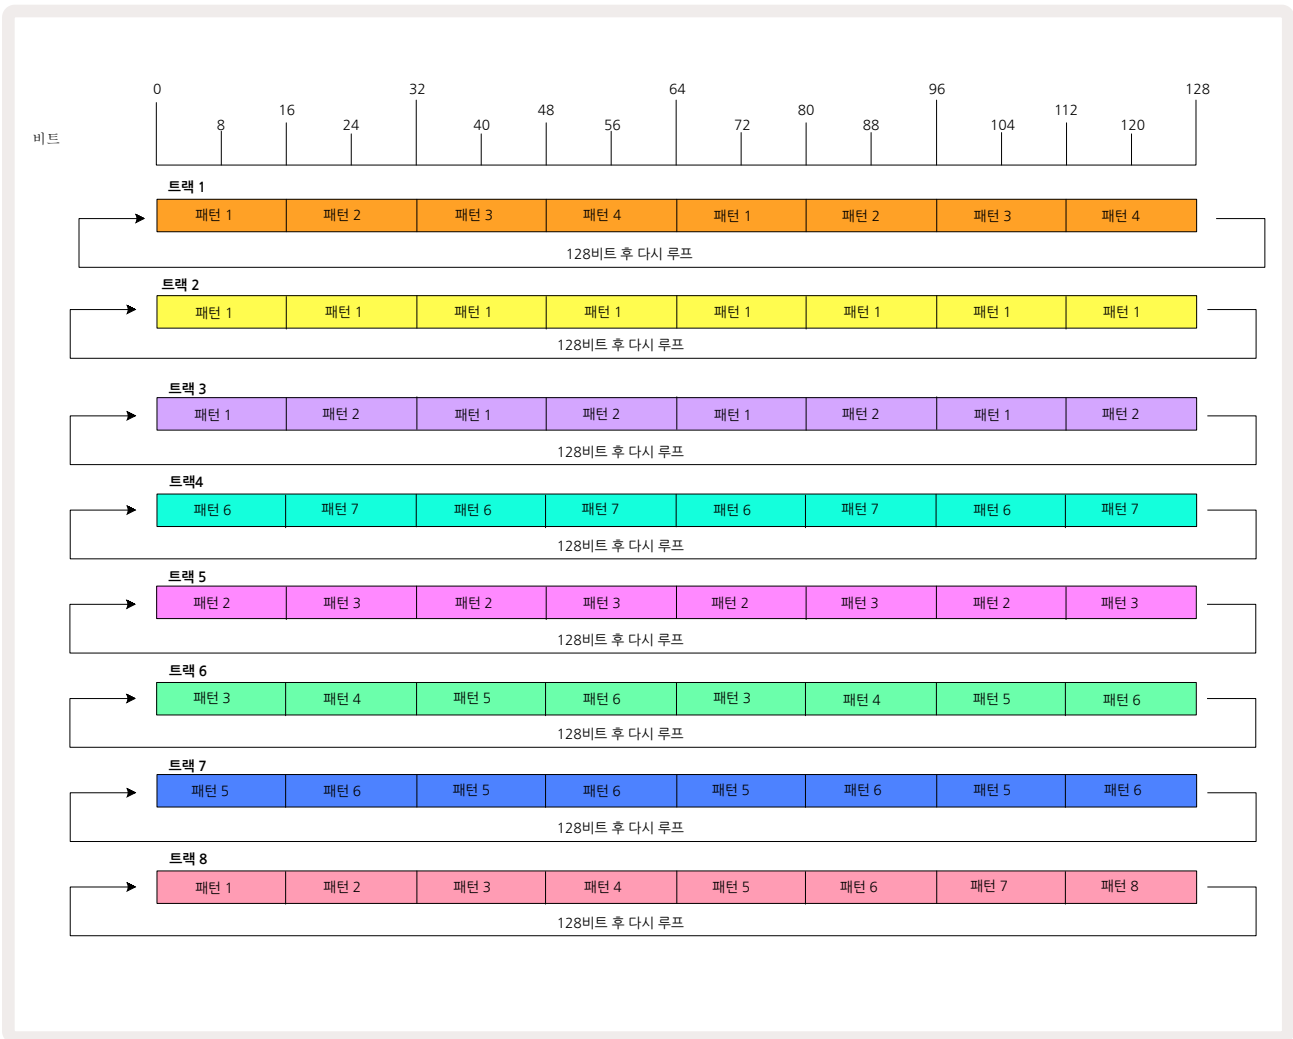 0 32 64 96 128
16 48 80 112
8 24 40 56 72 88 104 120
비트
트랙 1
패턴 1 패턴 2 패턴 3 패턴 4 패턴 1 패턴 2 패턴 3 패턴 4
128비트 후 다시 루프
트랙 2
패턴 1 패턴 1 패턴 1 패턴 1 패턴 1 패턴 1 패턴 1 패턴 1
128비트 후 다시 루프
트랙 3
패턴 1 패턴 2 패턴 1 패턴 2 패턴 1 패턴 2 패턴 1 패턴 2
128비트 후 다시 루프
트랙4
패턴 6 패턴 7 패턴 6 패턴 7 패턴 6 패턴 7 패턴 6 패턴 7
128비트 후 다시 루프
트랙 5
패턴 2 패턴 3 패턴 2 패턴 3 패턴 2 패턴 3 패턴 2 패턴 3
128비트 후 다시 루프
트랙 6
패턴 3 패턴 4 패턴 5 패턴 6 패턴 3 패턴 4 패턴 5 패턴 6
128비트 후 다시 루프
트랙 7
패턴 5 패턴 6 패턴 5 패턴 6 패턴 5 패턴 6 패턴 5 패턴 6
128비트 후 다시 루프
트랙 8
패턴 1 패턴 2 패턴 3 패턴 4 패턴 5 패턴 6 패턴 7 패턴 8
128비트 후 다시 루프